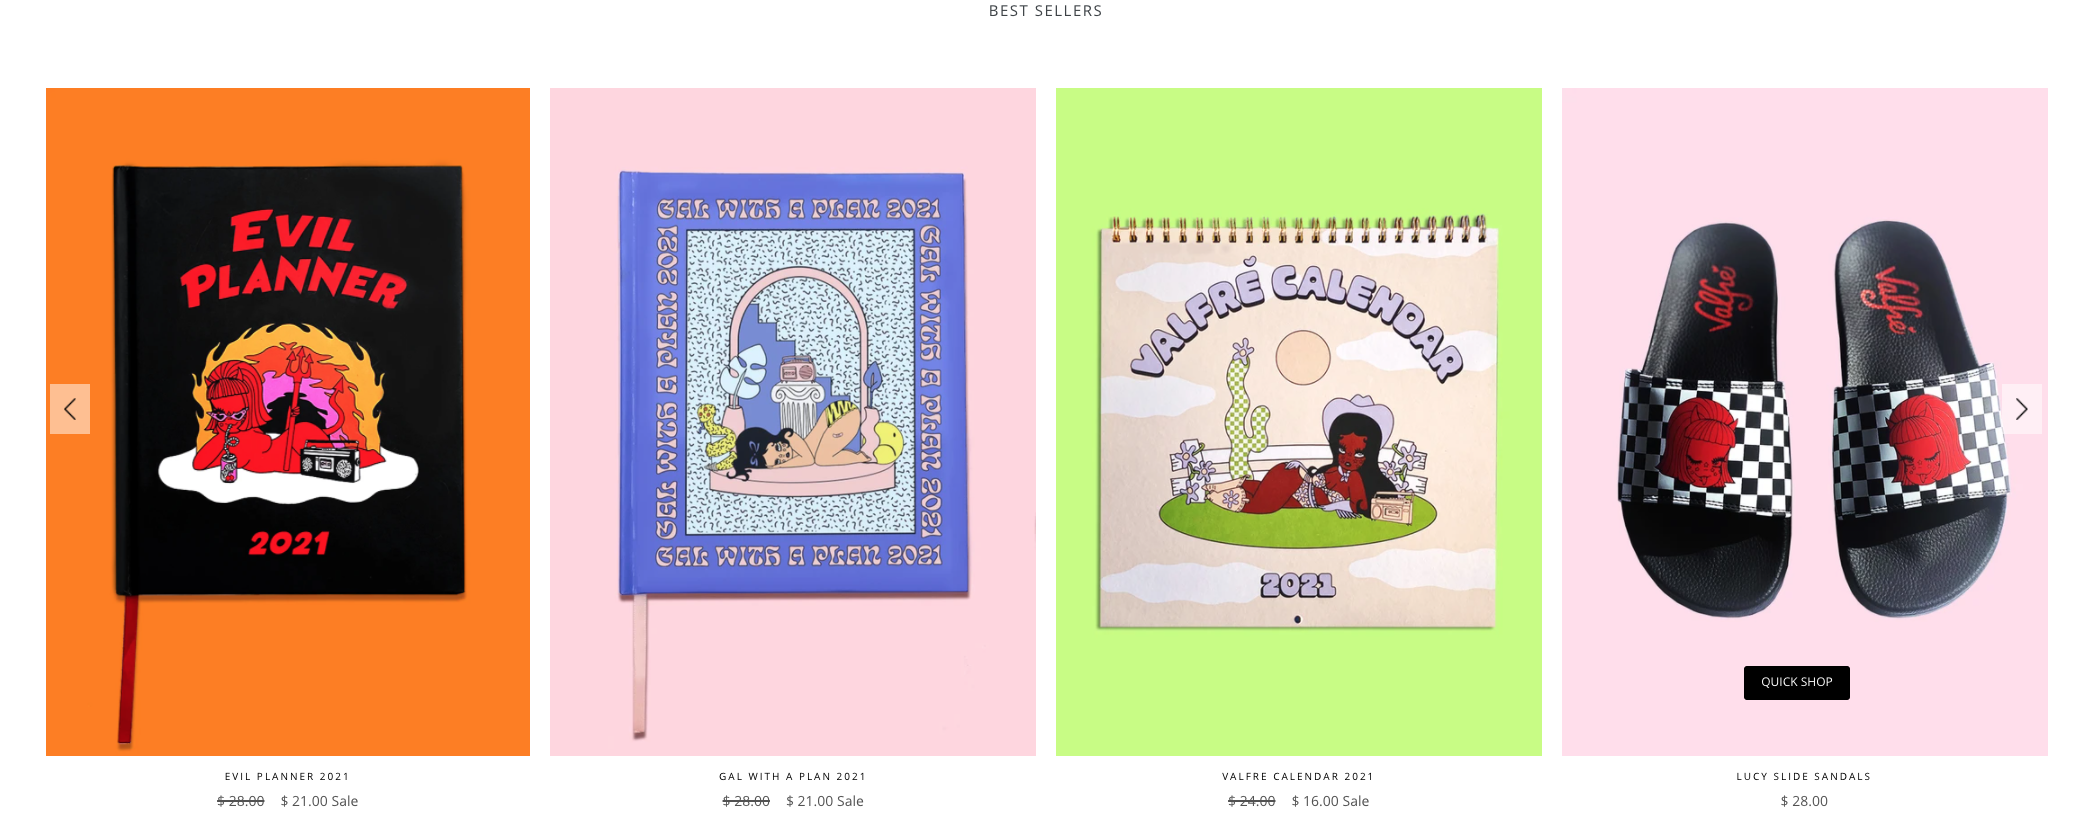 BEST SELLERS
EVIL
PLANNER
2021
GAL WITH A PLAN 2021
GAL WITH A PLAN 2021
GAL WITH A PLAN 2021
GAL WITH A PLAN 2021
VALFRÉ CALENDAR
2021
Valfré
Valfré
QUICK SHOP
EVIL PLANNER 2021
$ 28.00 $ 21.00 Sale
GAL WITH A PLAN 2021
$ 28.00 $ 21.00 Sale
VALFRE CALENDAR 2021
$ 24.00 $ 16.00 Sale
LUCY SLIDE SANDALS
$ 28.00